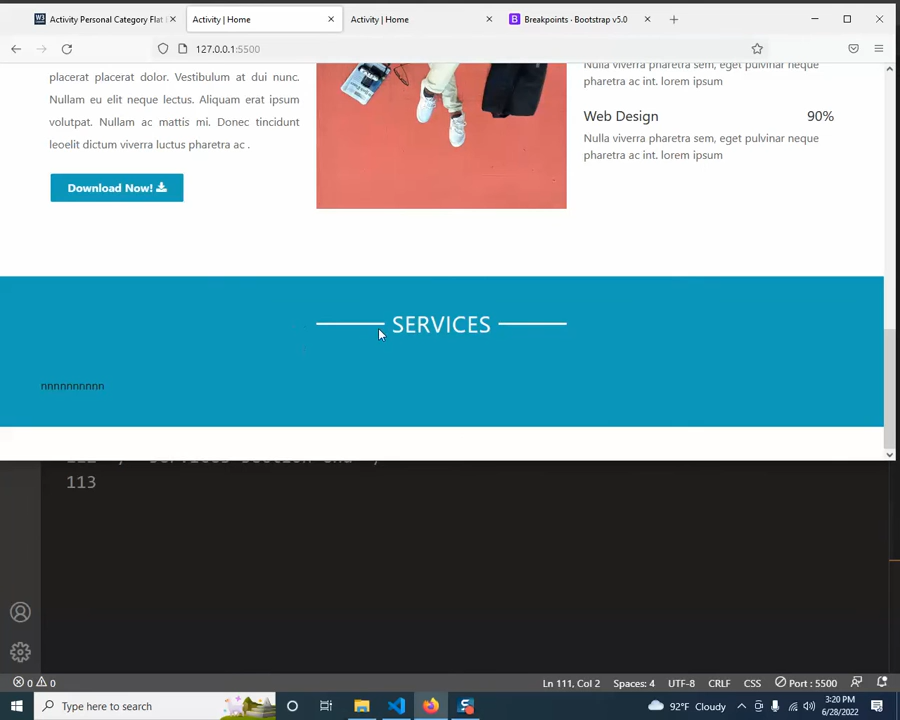 Activity Personal Category Flat
Activity | Home
Activity | Home
Breakpoints · Bootstrap v5.0
127.0.0.1:5500
placerat placerat dolor. Vestibulum at dui nunc.
Nullam eu elit neque lectus. Aliquam erat ipsum
volutpat. Nullam ac mattis mi. Donec tincidunt
leoelit dictum viverra luctus pharetra ac .
Download Now!
Nulla viverra pharetra sem, eget pulvinar neque
pharetra ac int. lorem ipsum
Web Design 90%
Nulla viverra pharetra sem, eget pulvinar neque
pharetra ac int. lorem ipsum
SERVICES
nnnnnnnnnn
113
0 0
Ln 111, Col 2 Spaces: 4 UTF-8 CRLF CSS Port : 5500
Type here to search
92°F Cloudy
3:20 PM
6/28/2022